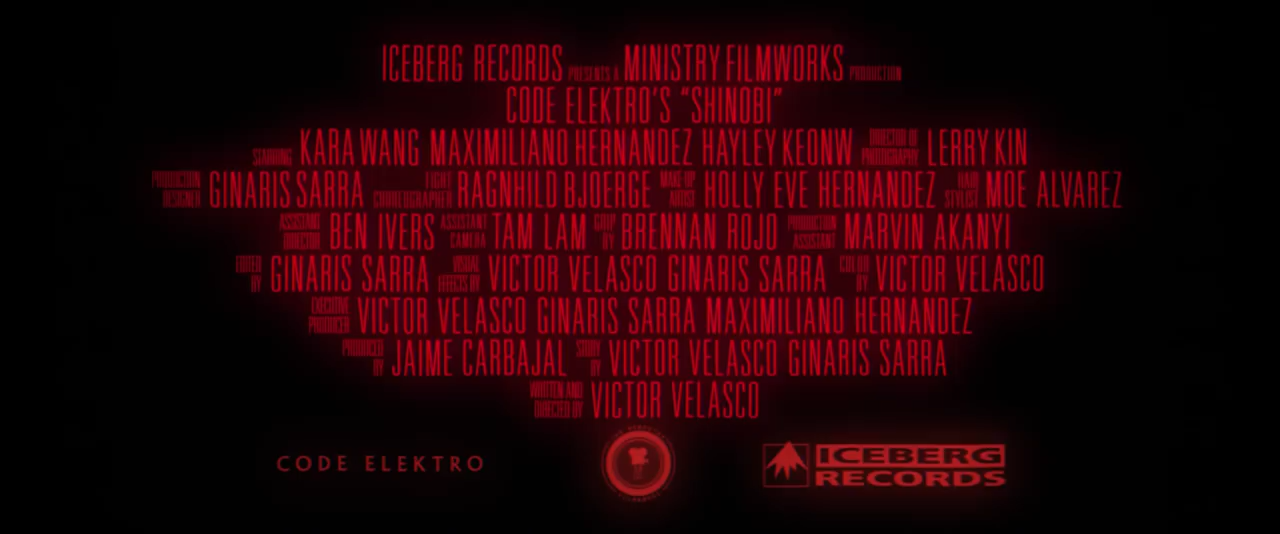 ICEBERG RECORDS PRESENTS A MINISTRY FILMWORKS PRODUCTION
CODE ELEKTRO'S "SHINOBI"
STARRING KARA WANG MAXIMILIANO HERNANDEZ HAYLEY KEONW DIRECTOR OF PHOTOGRAPHY LERRY KIN
PRODUCTION DESIGNER GINARIS SARRA FIGHT CHOREOGRAPHER RAGNHILD BJOERGE MAKE-UP ARTIST HOLLY EVE HERNANDEZ HAIR STYLIST MOE ALVAREZ
ASSISTANT DIRECTOR BEN IVERS ASSISTANT CAMERA TAM LAM GRIP BY BRENNAN ROJO PRODUCTION ASSISTANT MARVIN AKANYI
EDITED BY GINARIS SARRA VISUAL EFFECTS BY VICTOR VELASCO GINARIS SARRA COLOR BY VICTOR VELASCO
EXECUTIVE PRODUCER VICTOR VELASCO GINARIS SARRA MAXIMILIANO HERNANDEZ
PRODUCED BY JAIME CARBAJAL STORY BY VICTOR VELASCO GINARIS SARRA
WRITTEN AND DIRECTED BY VICTOR VELASCO
CODE ELEKTRO
ICEBERG
RECORDS